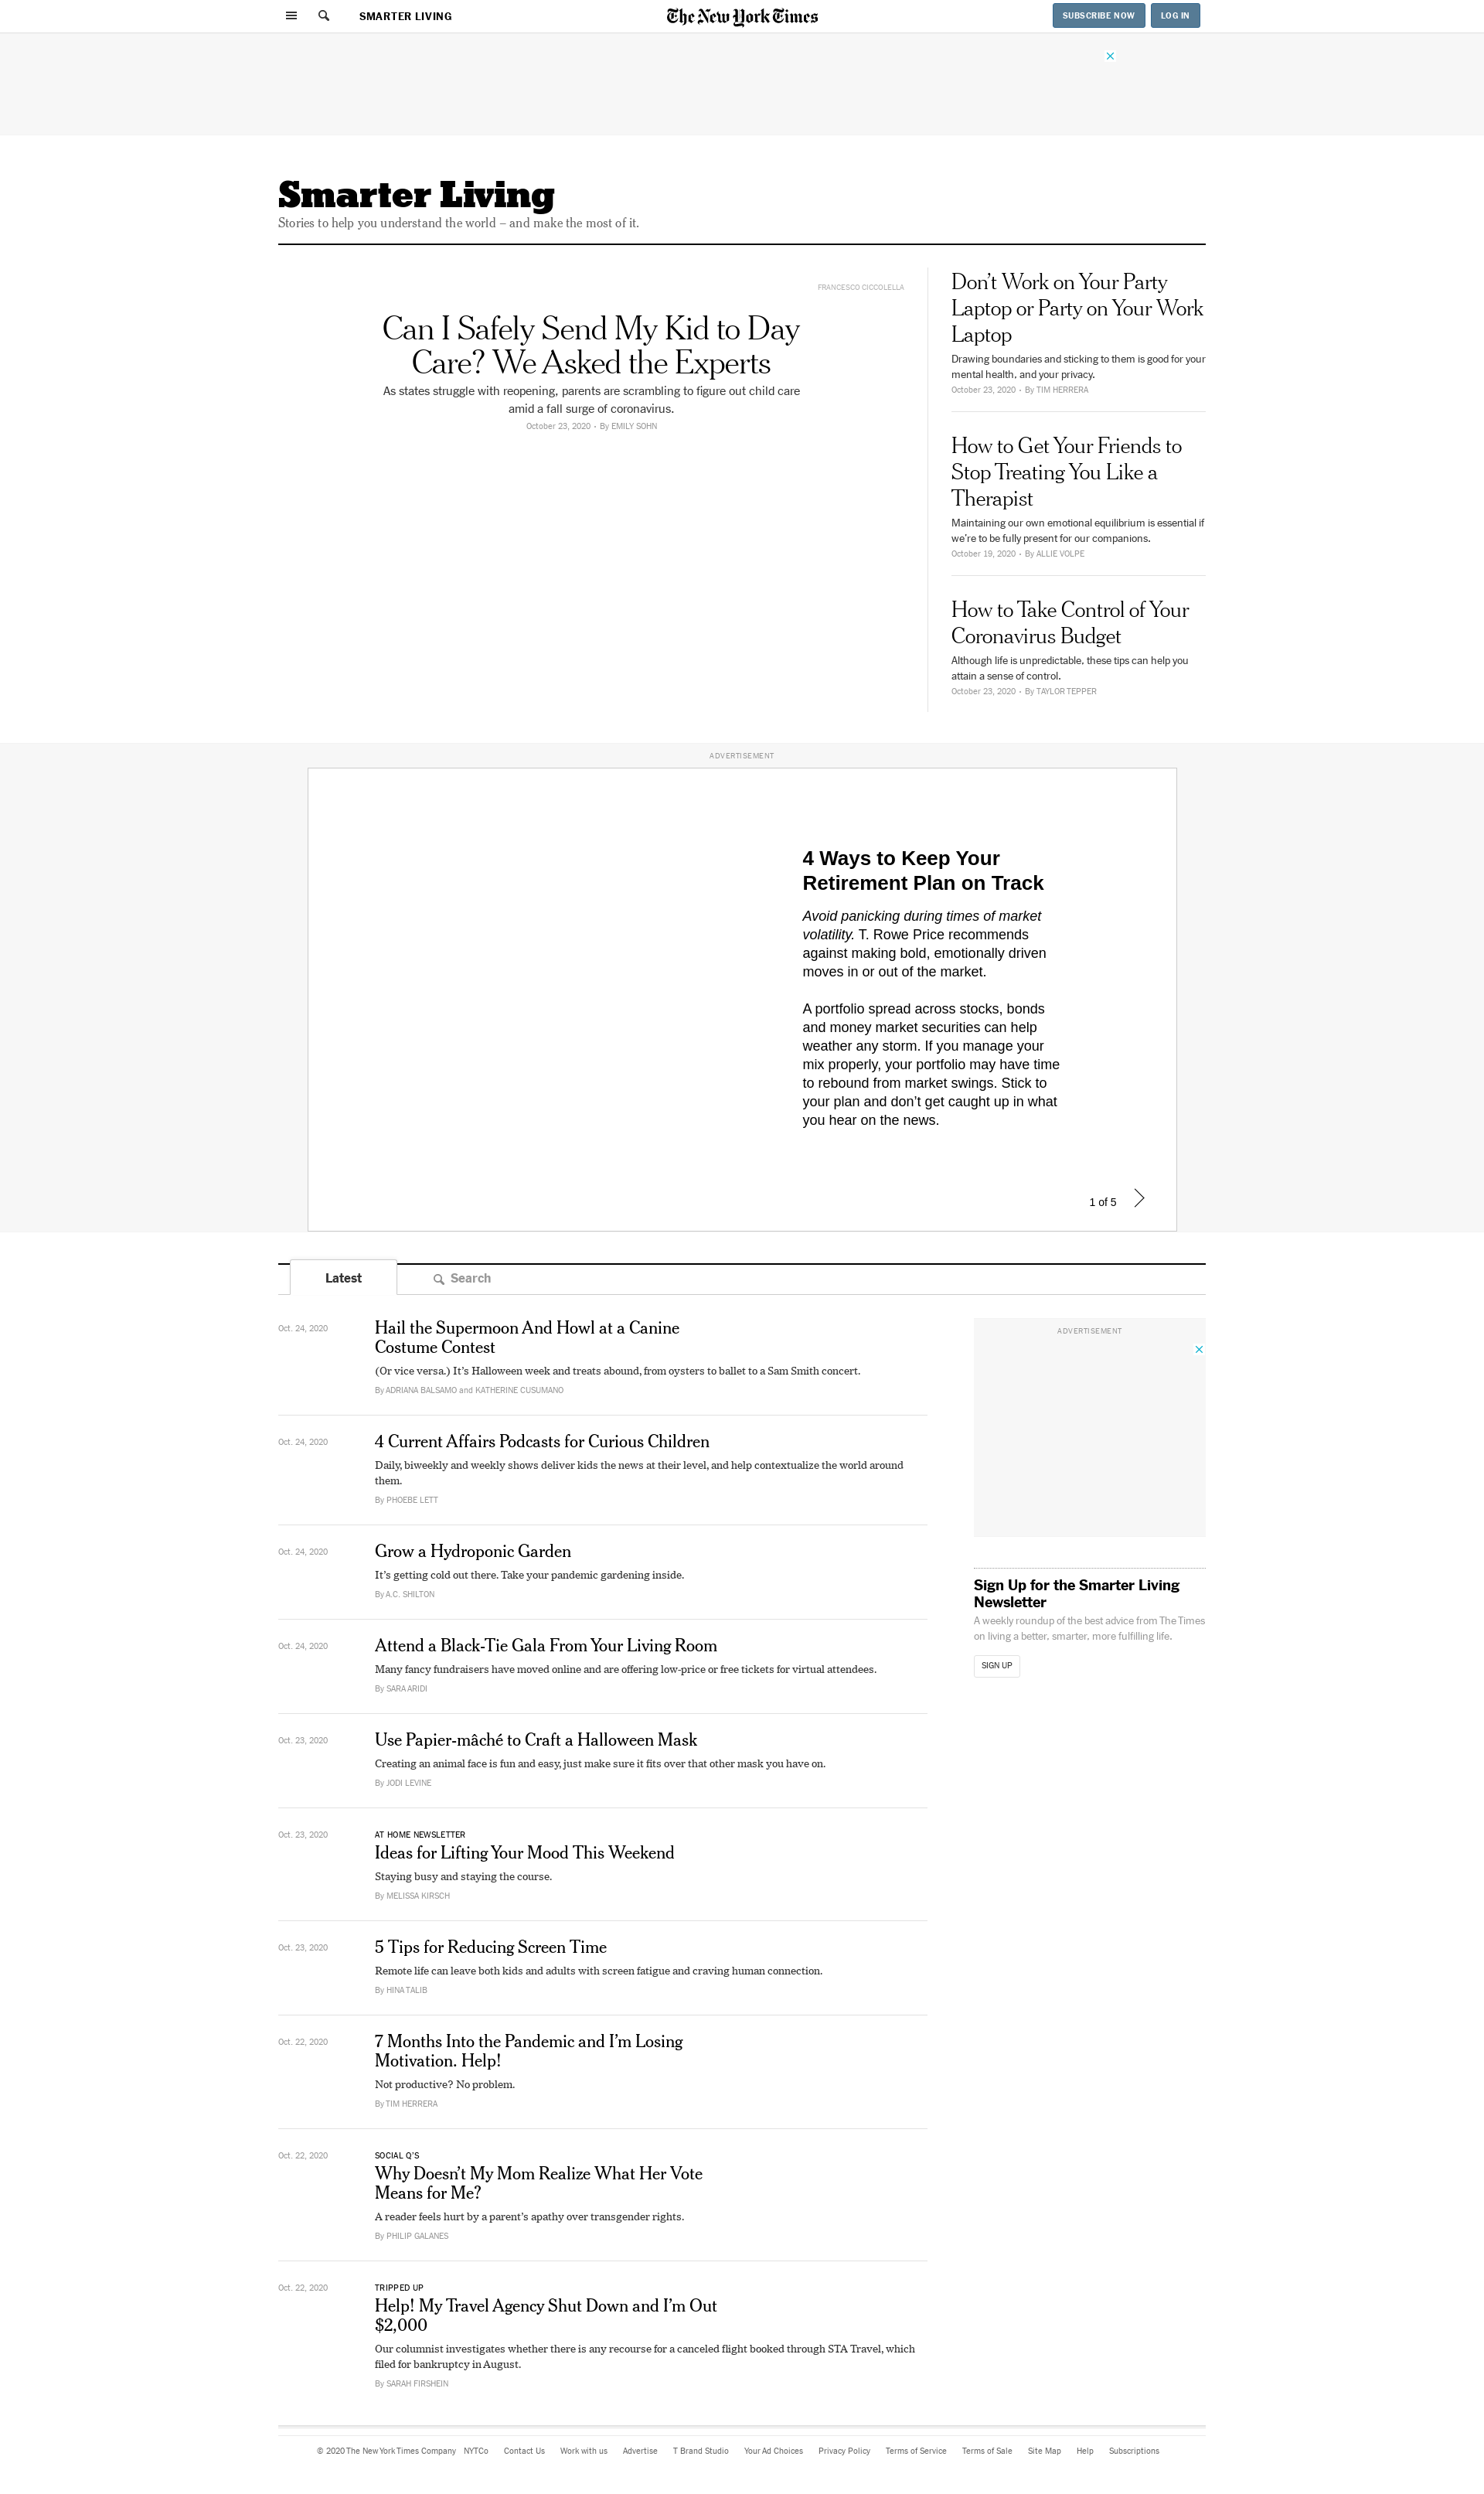 SMARTER LIVING
The New York Times
SUBSCRIBE NOW
LOG IN
Smarter Living
Stories to help you understand the world – and make the most of it.
FRANCESCO CICCOLELLA
Can I Safely Send My Kid to Day
Care? We Asked the Experts
As states struggle with reopening, parents are scrambling to figure out child care
amid a fall surge of coronavirus.
October 23, 2020 • By EMILY SOHN
Don’t Work on Your Party
Laptop or Party on Your Work
Laptop
Drawing boundaries and sticking to them is good for your
mental health, and your privacy.
October 23, 2020 • By TIM HERRERA
How to Get Your Friends to
Stop Treating You Like a
Therapist
Maintaining our own emotional equilibrium is essential if
we’re to be fully present for our companions.
October 19, 2020 • By ALLIE VOLPE
How to Take Control of Your
Coronavirus Budget
Although life is unpredictable, these tips can help you
attain a sense of control.
October 23, 2020 • By TAYLOR TEPPER
ADVERTISEMENT
4 Ways to Keep Your
Retirement Plan on Track
Avoid panicking during times of market
volatility. T. Rowe Price recommends
against making bold, emotionally driven
moves in or out of the market.
A portfolio spread across stocks, bonds
and money market securities can help
weather any storm. If you manage your
mix properly, your portfolio may have time
to rebound from market swings. Stick to
your plan and don’t get caught up in what
you hear on the news.
1 of 5
Latest
Search
Oct. 24, 2020
Hail the Supermoon And Howl at a Canine
Costume Contest
(Or vice versa.) It’s Halloween week and treats abound, from oysters to ballet to a Sam Smith concert.
By ADRIANA BALSAMO and KATHERINE CUSUMANO
Oct. 24, 2020
4 Current Affairs Podcasts for Curious Children
Daily, biweekly and weekly shows deliver kids the news at their level, and help contextualize the world around
them.
By PHOEBE LETT
Oct. 24, 2020
Grow a Hydroponic Garden
It’s getting cold out there. Take your pandemic gardening inside.
By A.C. SHILTON
Oct. 24, 2020
Attend a Black-Tie Gala From Your Living Room
Many fancy fundraisers have moved online and are offering low-price or free tickets for virtual attendees.
By SARA ARIDI
Oct. 23, 2020
Use Papier-mâché to Craft a Halloween Mask
Creating an animal face is fun and easy, just make sure it fits over that other mask you have on.
By JODI LEVINE
Oct. 23, 2020
AT HOME NEWSLETTER
Ideas for Lifting Your Mood This Weekend
Staying busy and staying the course.
By MELISSA KIRSCH
Oct. 23, 2020
5 Tips for Reducing Screen Time
Remote life can leave both kids and adults with screen fatigue and craving human connection.
By HINA TALIB
Oct. 22, 2020
7 Months Into the Pandemic and I’m Losing
Motivation. Help!
Not productive? No problem.
By TIM HERRERA
Oct. 22, 2020
SOCIAL Q’S
Why Doesn’t My Mom Realize What Her Vote
Means for Me?
A reader feels hurt by a parent’s apathy over transgender rights.
By PHILIP GALANES
Oct. 22, 2020
TRIPPED UP
Help! My Travel Agency Shut Down and I’m Out
$2,000
Our columnist investigates whether there is any recourse for a canceled flight booked through STA Travel, which
filed for bankruptcy in August.
By SARAH FIRSHEIN
ADVERTISEMENT
Sign Up for the Smarter Living
Newsletter
A weekly roundup of the best advice from The Times
on living a better, smarter, more fulfilling life.
SIGN UP
© 2020 The New York Times Company NYTCo Contact Us Work with us Advertise T Brand Studio Your Ad Choices Privacy Policy Terms of Service Terms of Sale Site Map Help Subscriptions